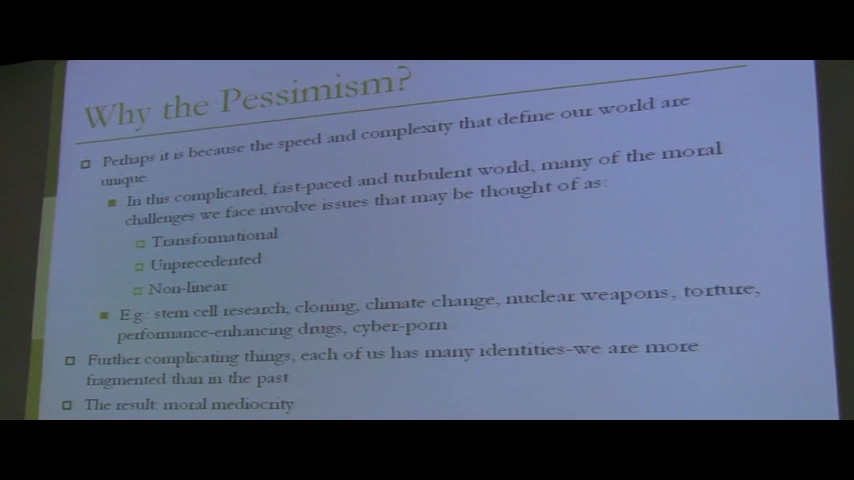 Why the Pessimism?
Perhaps it is because the speed and complexity that define our world are
unique.
In this complicated, fast-paced and turbulent world, many of the moral
challenges we face involve issues that may be thought of as:
Transformational
Unprecedented
Non-linear
E.g.: stem cell research, cloning, climate change, nuclear weapons, torture,
performance-enhancing drugs, cyber-porn
Further complicating things, each of us has many identities-we are more
fragmented than in the past
The result: moral mediocrity